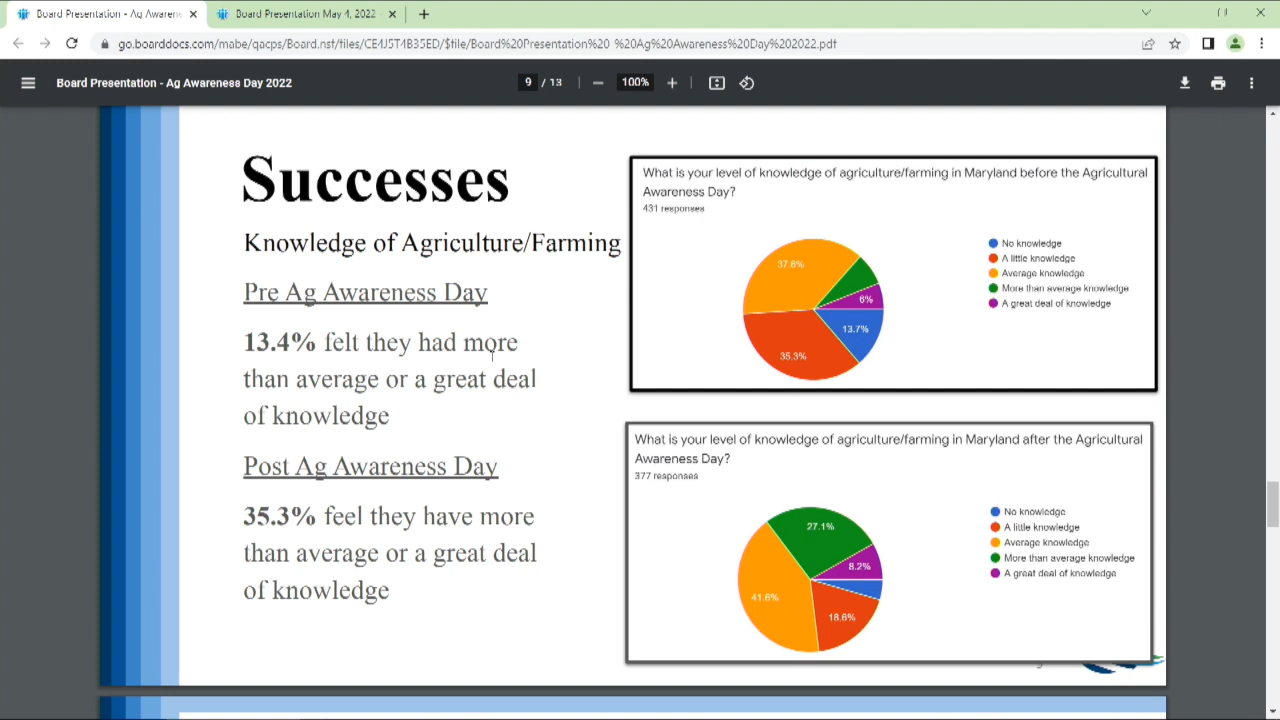 Board Presentation - Ag Awarene
Board Presentation May 4, 2022
go.boarddocs.com/mabe/qacps/Board.nsf/files/CE4J5T4B35ED/$file/Board%20Presentation%20 %20Ag%20Awareness%20Day%202022.pdf
Board Presentation - Ag Awareness Day 2022
9 / 13
100%
Successes
Knowledge of Agriculture/Farming
Pre Ag Awareness Day
13.4% felt they had more
than average or a great deal
of knowledge
Post Ag Awareness Day
35.3% feel they have more
than average or a great deal
of knowledge
What is your level of knowledge of agriculture/farming in Maryland before the Agricultural
Awareness Day?
431 responses
No knowledge
A little knowledge
Average knowledge
More than average knowledge
A great deal of knowledge
37.6%
6%
13.7%
35.3%
What is your level of knowledge of agriculture/farming in Maryland after the Agricultural
Awareness Day?
377 responses
No knowledge
A little knowledge
Average knowledge
More than average knowledge
A great deal of knowledge
27.1%
8.2%
41.6%
18.6%